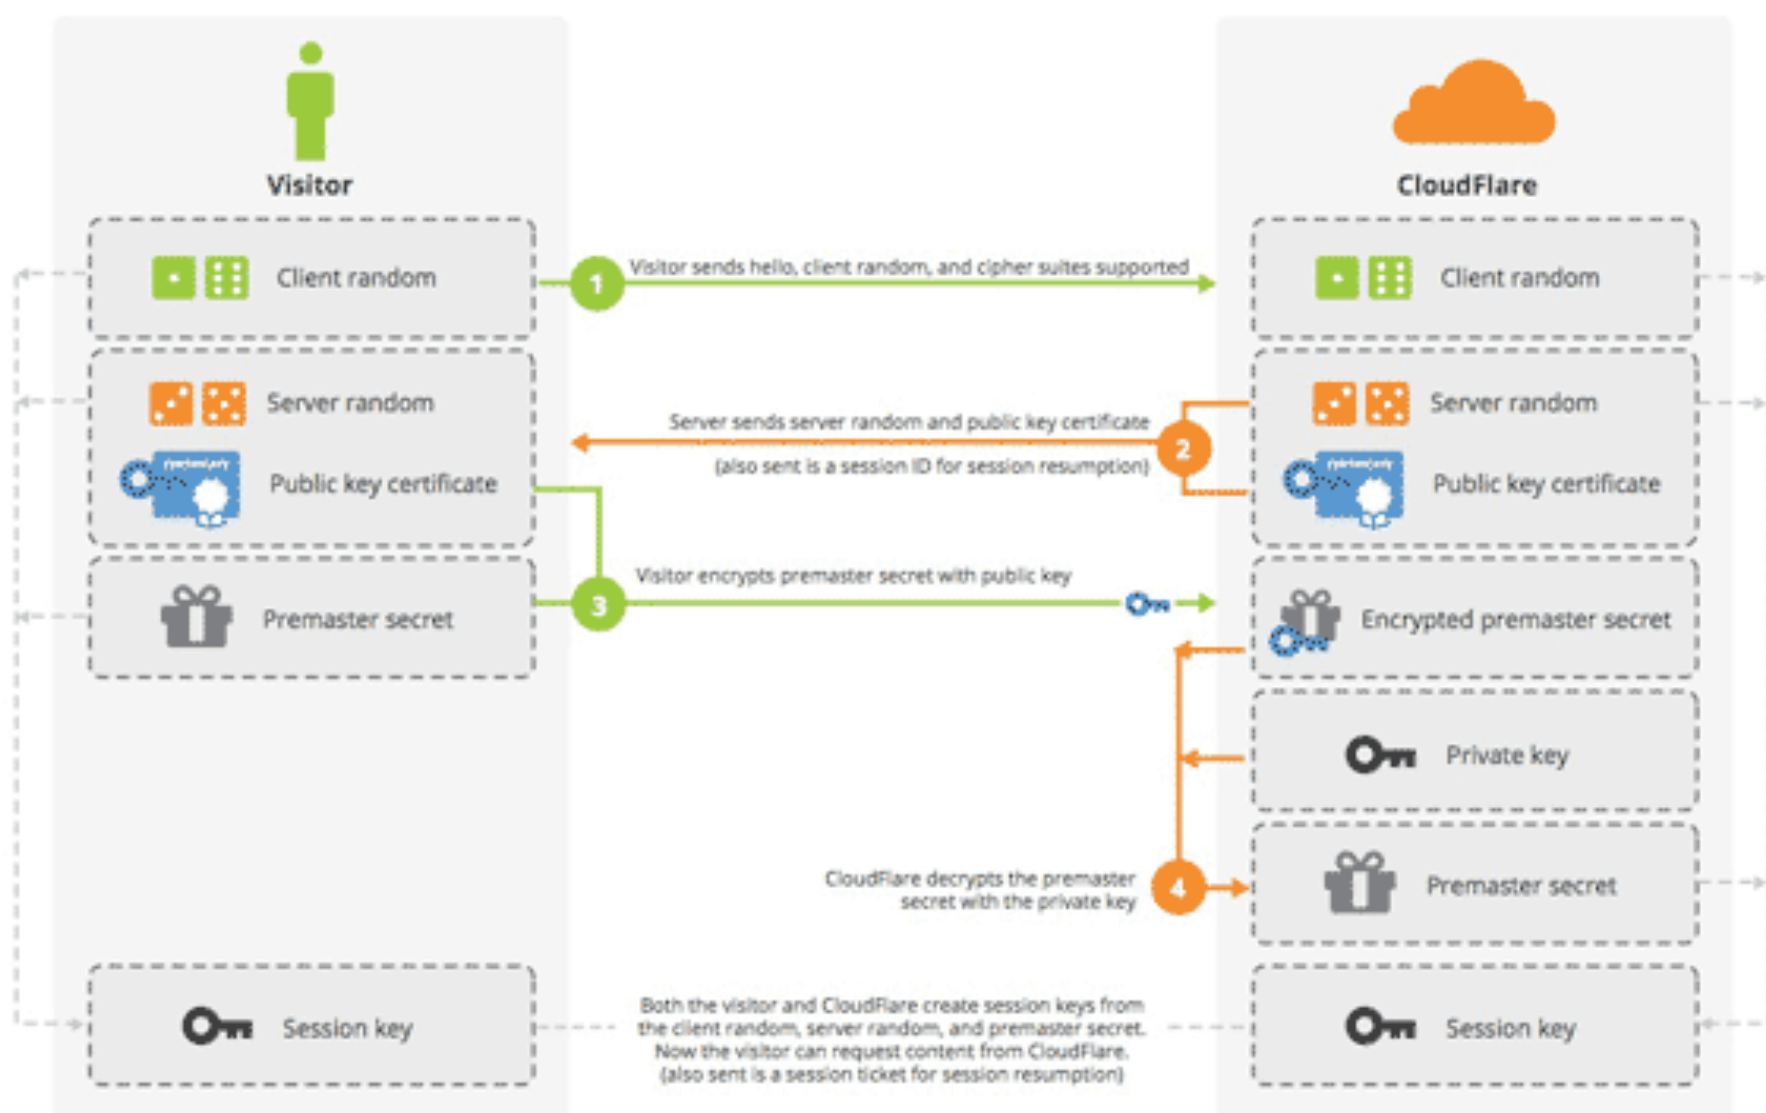 Visitor
CloudFlare
Client random
1
Visitor sends hello, client random, and cipher suites supported
Client random
Server random
Server sends server random and public key certificate
2
Server random
(also sent is a session ID for session resumption)
Public key certificate
Public key certificate
Visitor encrypts premaster secret with public key
Premaster secret
3
Encrypted premaster secret
Private key
CloudFlare decrypts the premaster
secret with the private key
4
Premaster secret
Session key
Both the visitor and CloudFlare create session keys from
the client random, server random, and premaster secret.
Now the visitor can request content from CloudFlare.
(also sent is a session ticket for session resumption)
Session key